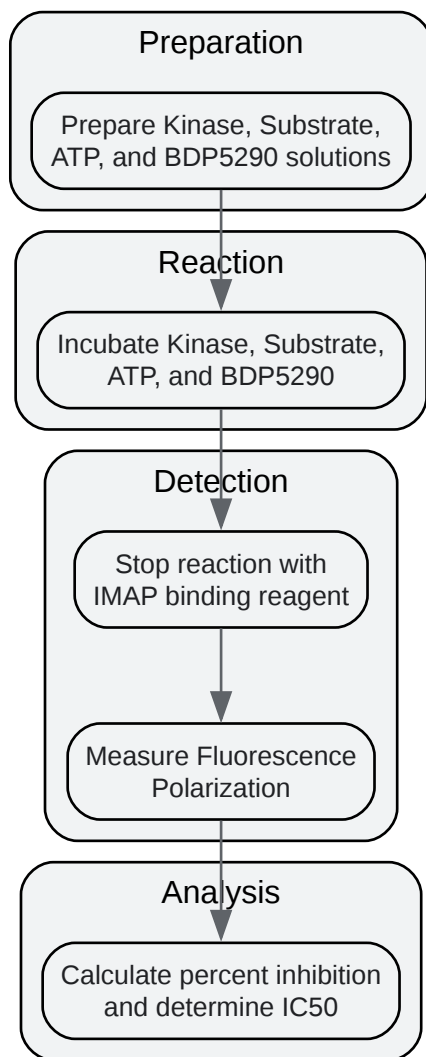 Preparation
Prepare Kinase, Substrate,
ATP, and BDP5290 solutions
Reaction
Incubate Kinase, Substrate,
ATP, and BDP5290
Detection
Stop reaction with
IMAP binding reagent
Measure Fluorescence
Polarization
Analysis
Calculate percent inhibition
and determine IC50